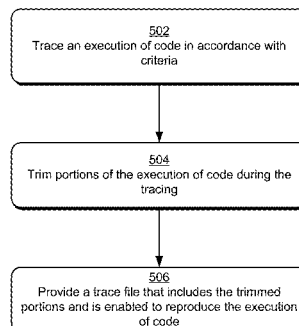 502
Trace an execution of code in accordance with
criteria
504
Trim portions of the execution of code during the
tracing
506
Provide a trace file that includes the trimmed
portions and is enabled to reproduce the execution
of code